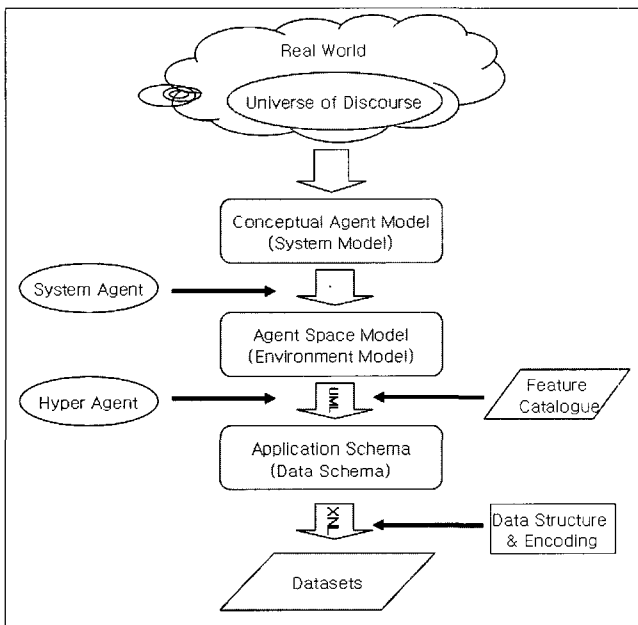 Real World
Universe of Discourse
Conceptual Agent Model
(System Model)
System Agent
Agent Space Model
(Environment Model)
Hyper Agent
UML
Feature
Catalogue
Application Schema
(Data Schema)
XNL
Data Structure
& Encoding
Datasets